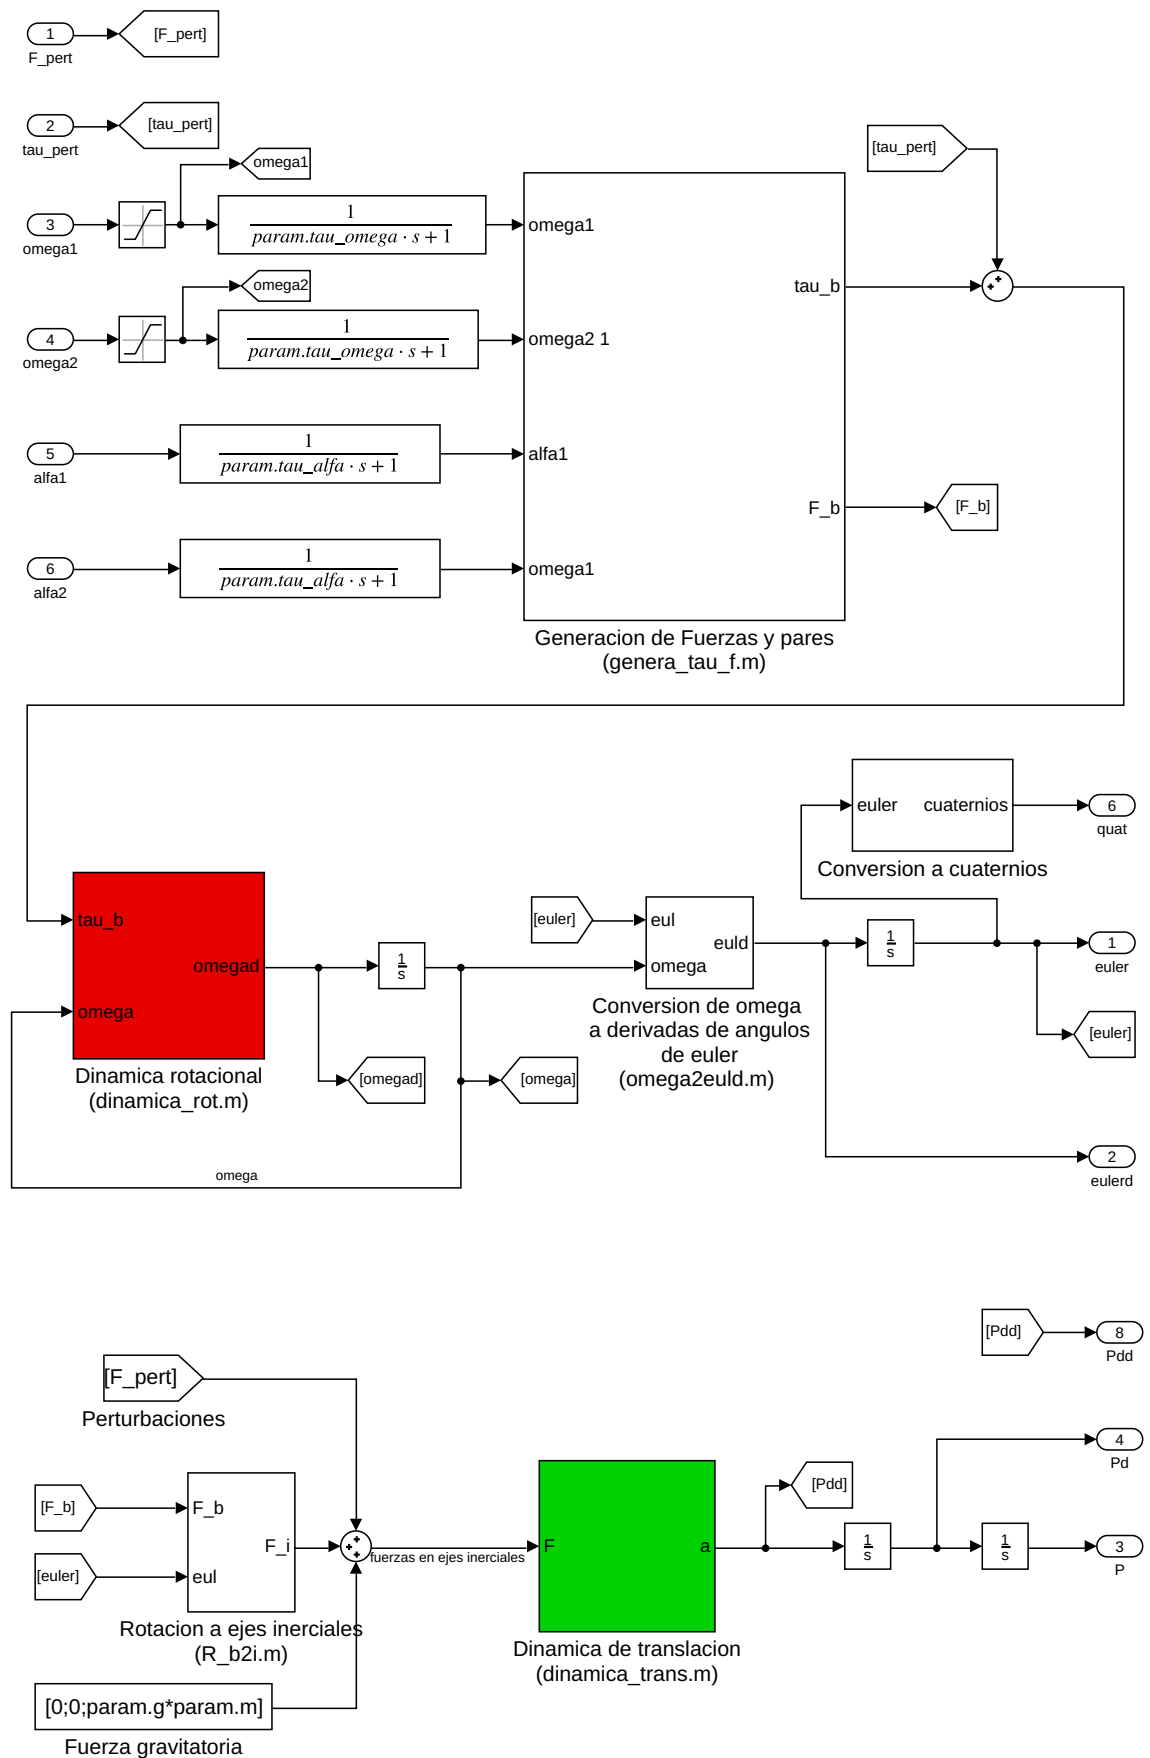 1
[F_pert]
F_pert
2
[tau_pert]
tau_pert
[tau_pert]
omega1
3
omega1
1
param.tau_omega · s + 1
omega1
omega2
tau_b
4
omega2
1
param.tau_omega · s + 1
omega2 1
5
alfa1
1
param.tau_alfa · s + 1
alfa1
F_b
[F_b]
6
alfa2
1
param.tau_alfa · s + 1
omega1
Generacion de Fuerzas y pares
(genera_tau_f.m)
euler
cuaternios
6
quat
Conversion a cuaternios
tau_b
omegad
omega
Dinamica rotacional
(dinamica_rot.m)
1
s
[omegad]
[omega]
omega
[euler]
eul
euld
omega
Conversion de omega
a derivadas de angulos
de euler
(omega2euld.m)
1
s
1
euler
[euler]
2
eulerd
[Pdd]
8
Pdd
[F_pert]
Perturbaciones
4
Pd
[F_b]
F_b
F_i
[euler]
eul
Rotacion a ejes inerciales
(R_b2i.m)
fuerzas en ejes inerciales
F
a
Dinamica de translacion
(dinamica_trans.m)
[Pdd]
1
s
1
s
3
P
[0;0;param.g*param.m]
Fuerza gravitatoria